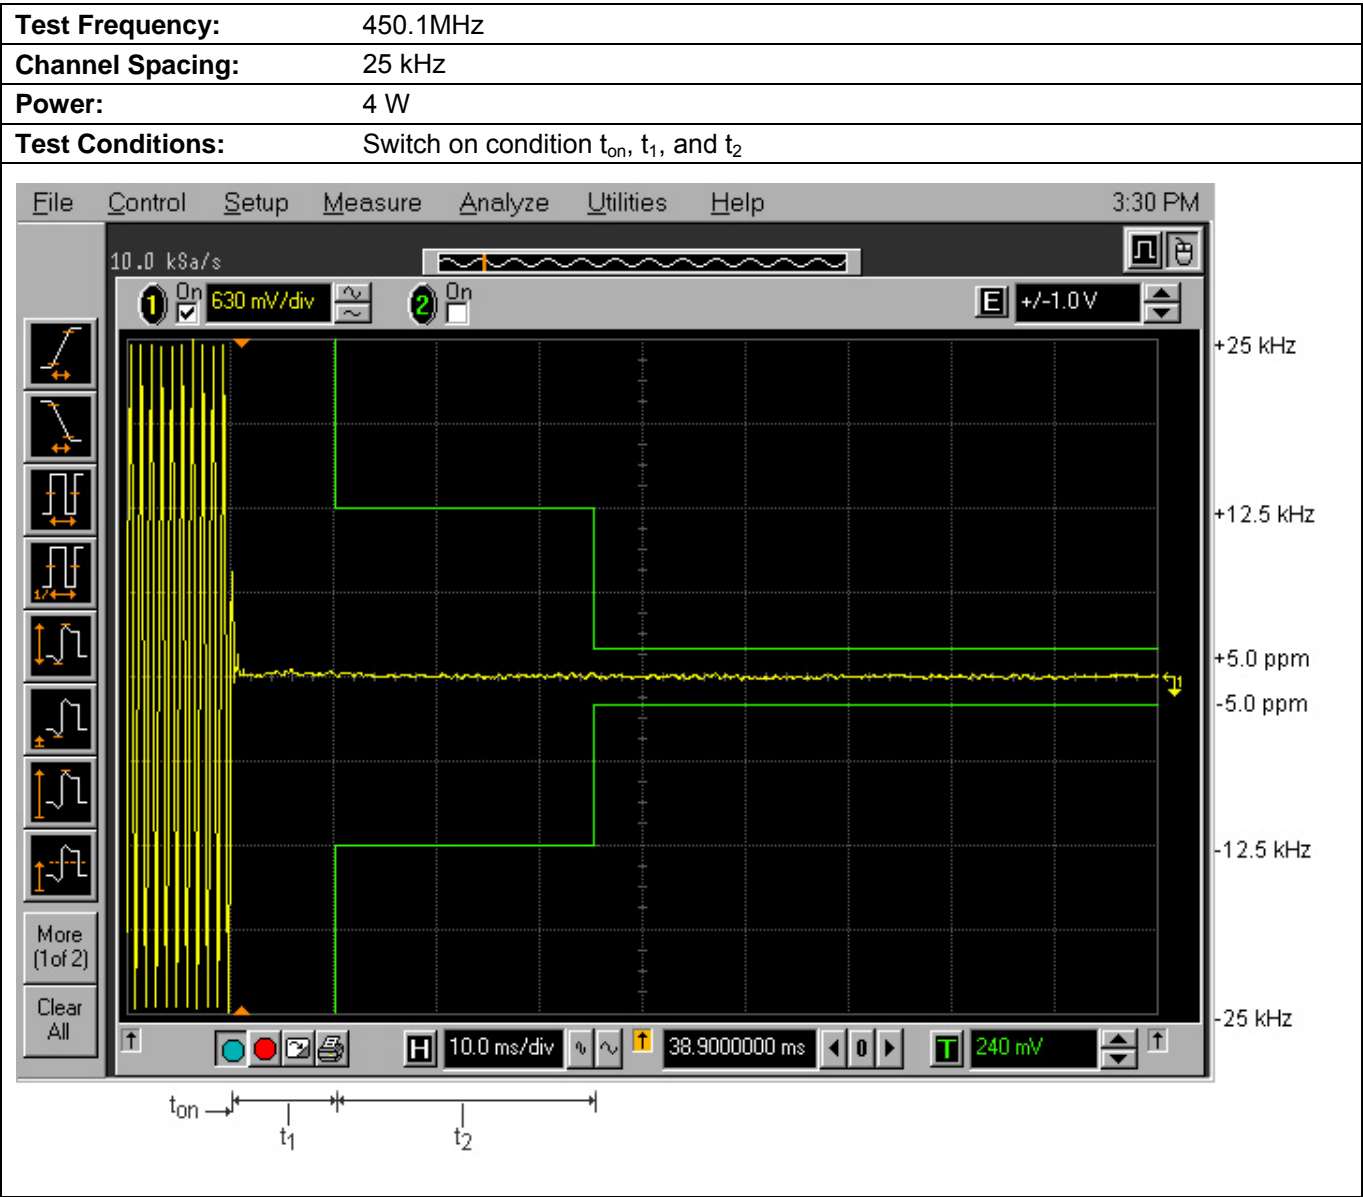 Test Frequency: 450.1MHz
Channel Spacing: 25 kHz
Power: 4 W
Test Conditions: Switch on condition ton, t1, and t2
File Control Setup Measure Analyze Utilities Help 3:30 PM
10.0 kSa/s
1 On 630 mV/div 2 On E +/-1.0 V
+25 kHz
+12.5 kHz
1/
+5.0 ppm
1
-5.0 ppm
-12.5 kHz
More
(1of 2)
Clear
All
-25 kHz
H 10.0 ms/div 38.9000000 ms 0 T 240 mV
ton
t1 t2